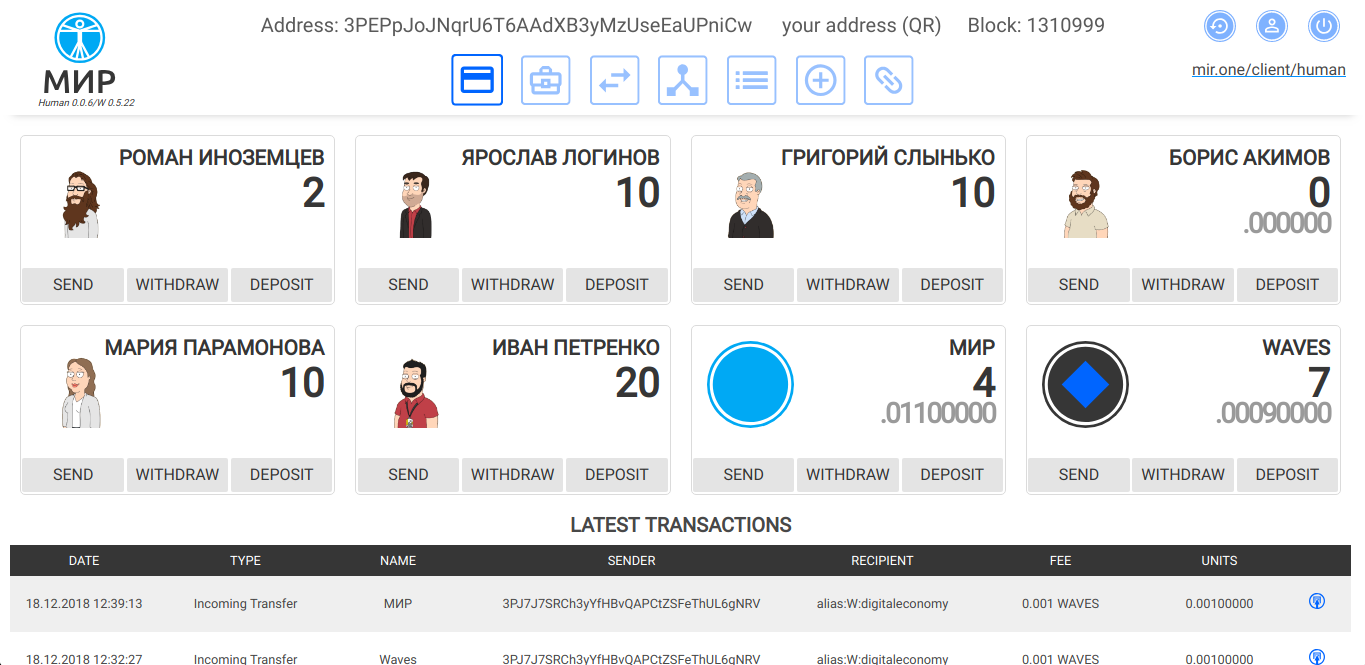 МИР
Human 0.0.6/W 0.5.22
Address: 3PEPpJoJNqrU6T6AAdXB3yMzUseEaUPniCw your address (QR) Block: 1310999
mir.one/client/human
РОМАН ИНОЗЕМЦЕВ
2
SEND WITHDRAW DEPOSIT
ЯРОСЛАВ ЛОГИНОВ
10
SEND WITHDRAW DEPOSIT
ГРИГОРИЙ СЛЫНЬКО
10
SEND WITHDRAW DEPOSIT
БОРИС АКИМОВ
0
.000000
SEND WITHDRAW DEPOSIT
МАРИЯ ПАРАМОНОВА
10
SEND WITHDRAW DEPOSIT
ИВАН ПЕТРЕНКО
20
SEND WITHDRAW DEPOSIT
МИР
4
.01100000
SEND WITHDRAW DEPOSIT
WAVES
7
.00090000
SEND WITHDRAW DEPOSIT
LATEST TRANSACTIONS
DATE TYPE NAME SENDER RECIPIENT FEE UNITS
18.12.2018 12:39:13 Incoming Transfer МИР 3PJ7J7SRCh3yYfHBvQAPCtZSFeThUL6gNRV alias:W:digitaleconomy 0.001 WAVES 0.00100000
18.12.2018 12:32:27 Incoming Transfer Waves 3PJ7J7SRCh3yYfHBvQAPCtZSFeThUL6gNRV alias:W:digitaleconomy 0.001 WAVES 0.00100000